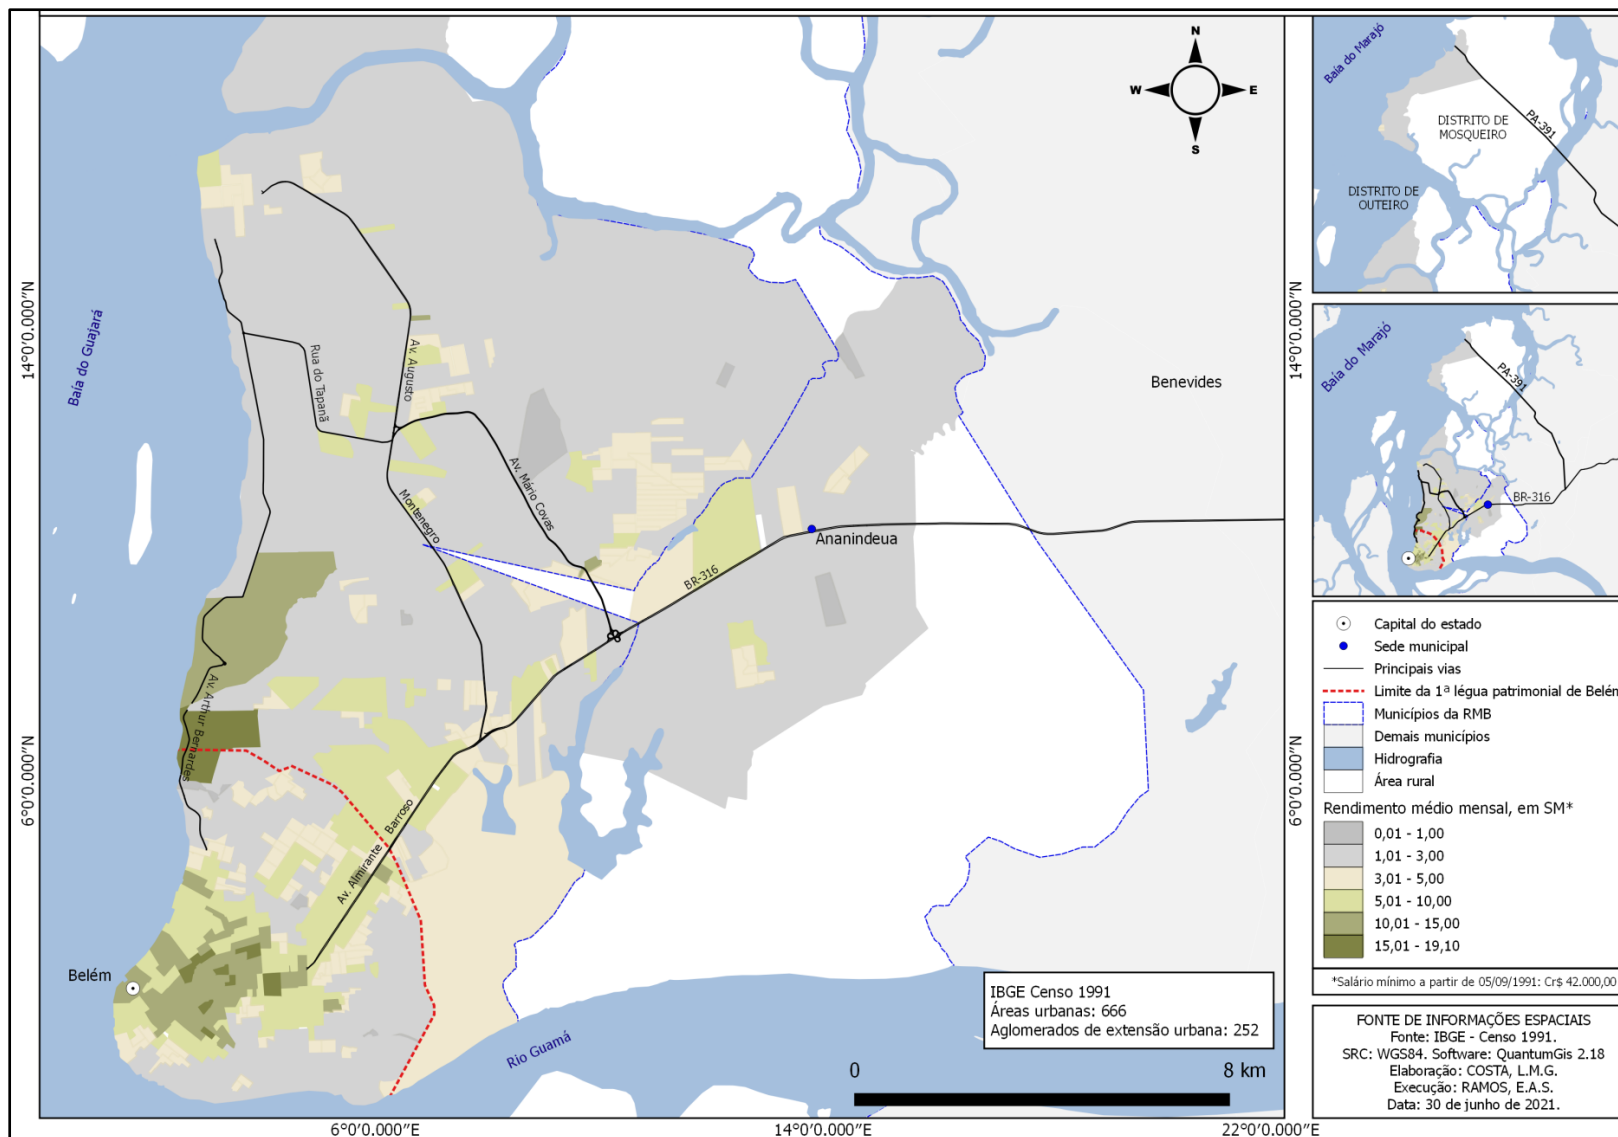 N
W
E
S
Baía do Guajará
Rua do Tapanã
Av. Augusto
Montenegro
Av. Mário Covas
BR-316
Ananindeua
Benevides
Av. Arthur Bernardes
Av. Almirante Barroso
Belém
Rio Guamá
14°0'0.000"N
6°0'0.000"N
14°0'0.000"N
6°0'0.000"N
6°0'0.000"E
14°0'0.000"E
22°0'0.000"E
IBGE Censo 1991
Áreas urbanas: 666
Aglomerados de extensão urbana: 252
0
8 km
Baía do Marajó
DISTRITO DE
MOSQUEIRO
PA-391
DISTRITO DE
OUTEIRO
Baía do Marajó
PA-391
BR-316
Capital do estado
Sede municipal
Principais vias
Limite da 1ª légua patrimonial de Belém
Municípios da RMB
Demais municípios
Hidrografia
Área rural
Rendimento médio mensal, em SM*
0,01 - 1,00
1,01 - 3,00
3,01 - 5,00
5,01 - 10,00
10,01 - 15,00
15,01 - 19,10
*Salário mínimo a partir de 05/09/1991: Cr$ 42.000,00
FONTE DE INFORMAÇÕES ESPACIAIS
Fonte: IBGE - Censo 1991.
SRC: WGS84. Software: QuantumGis 2.18
Elaboração: COSTA, L.M.G.
Execução: RAMOS, E.A.S.
Data: 30 de junho de 2021.